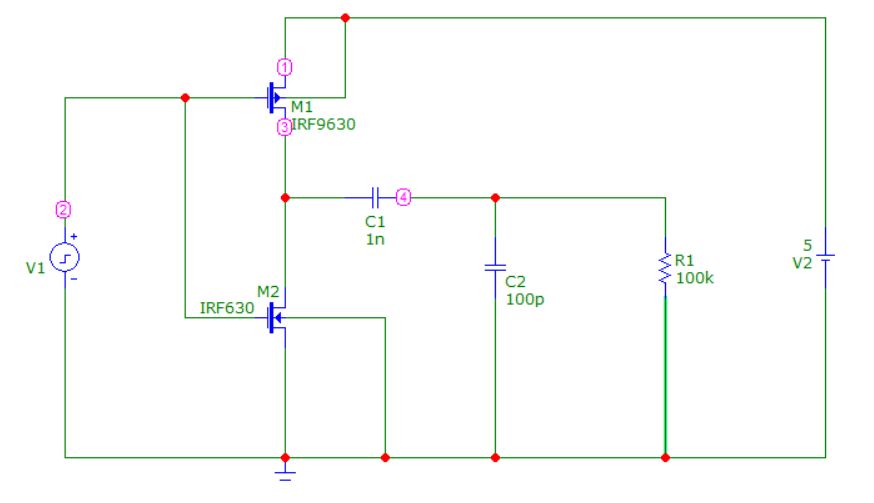 1
M1
3
IRF9630
2
4
C1
1n
+
V1
-
5
V2
R1
100k
M2
IRF630
C2
100p